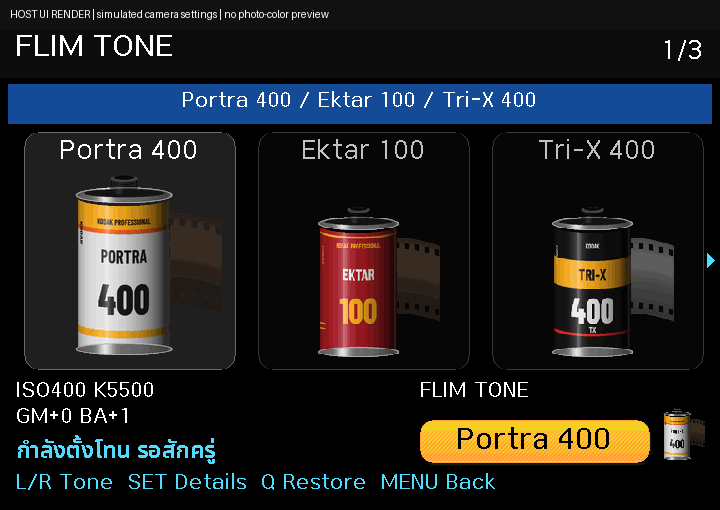 HOST UI RENDER | simulated camera settings | no photo-color preview
FLIM TONE
1/3
Portra 400 / Ektar 100 / Tri-X 400
Portra 400
Ektar 100
Tri-X 400
KODAK PROFESSIONAL
KODAK
PORTRA
400
KODAK PROFESSIONAL
EKTAR
100
KODAK
TRI-X
400
TX
ISO400 K5500
GM+0 BA+1
FLIM TONE
กำลังตั้งโทน รอสักครู่
Portra 400
400
L/R Tone SET Details Q Restore MENU Back